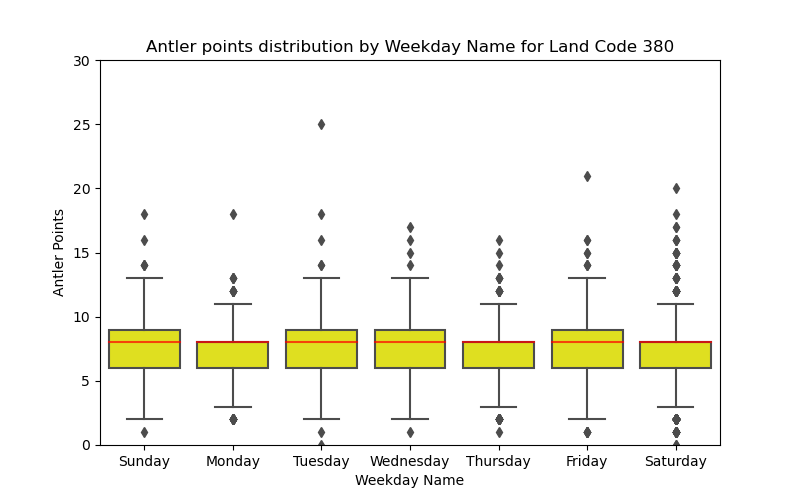 Antler points distribution by Weekday Name for Land Code 380
30
25
20
15
10
5
0
Antler Points
Sunday Monday Tuesday Wednesday Thursday Friday Saturday
Weekday Name